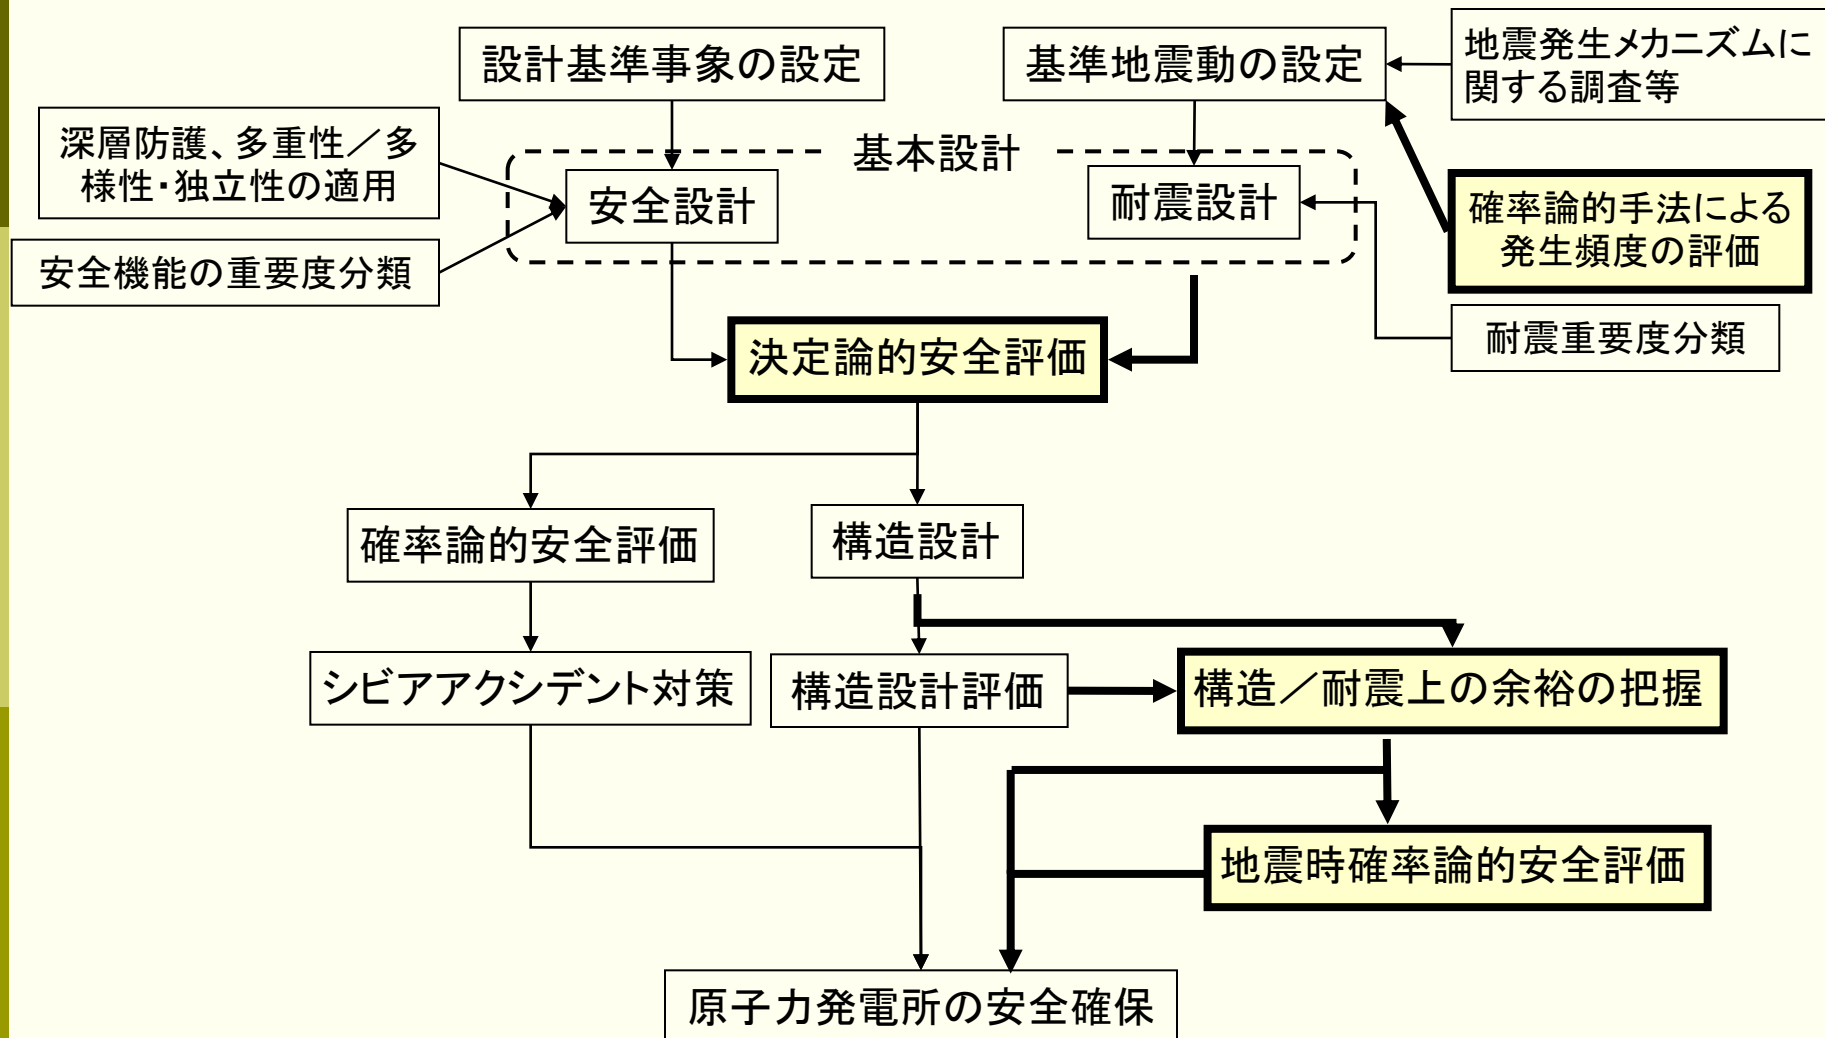 設計基準事象の設定
基準地震動の設定
地震発生メカニズムに
関する調査等
深層防護、多重性／多
様性・独立性の適用
基本設計
安全設計
耐震設計
確率論的手法による
発生頻度の評価
安全機能の重要度分類
耐震重要度分類
決定論的安全評価
確率論的安全評価
構造設計
シビアアクシデント対策
構造設計評価
構造／耐震上の余裕の把握
地震時確率論的安全評価
原子力発電所の安全確保